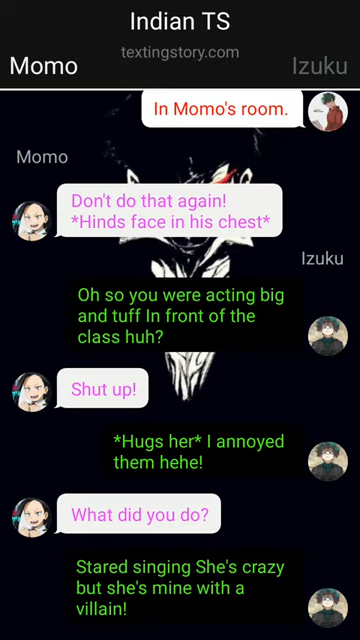 Indian TS
textingstory.com
Momo
Izuku
In Momo's room.
Momo
Don't do that again!
*Hinds face in his chest*
Izuku
Oh so you were acting big
and tuff In front of the
class huh?
Shut up!
*Hugs her* I annoyed
them hehe!
What did you do?
Stared singing She's crazy
but she's mine with a
villain!